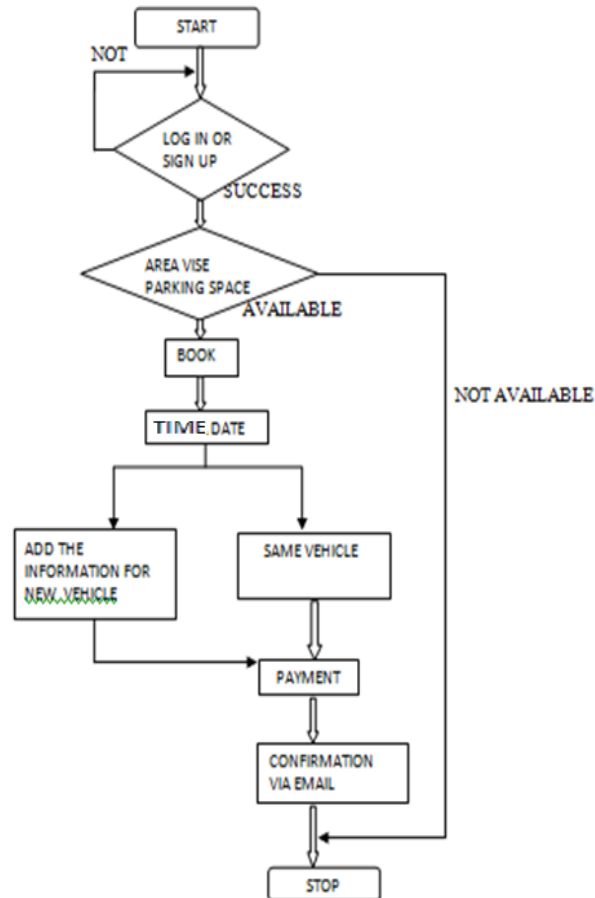 START
NOT
LOG IN OR
SIGN UP
SUCCESS
AREA VISE
PARKING SPACE
AVAILABLE
BOOK
NOT AVAILABLE
TIME,DATE
ADD THE
INFORMATION FOR
NEW VEHICLE
SAME VEHICLE
PAYMENT
CONFIRMATION
VIA EMAIL
STOP